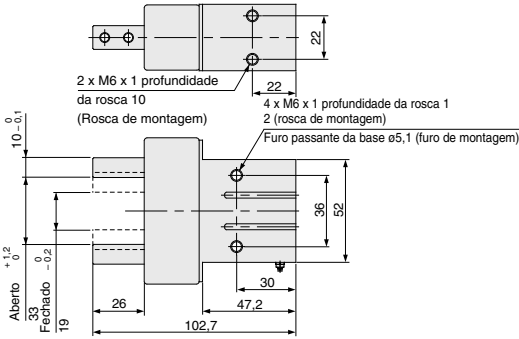 22
22
2 x M6 x 1 profundidade
da rosca 10
(Rosca de montagem)
4 x M6 x 1 profundidade da rosca 1
2 (rosca de montagem)
Furo passante da base ø5,1 (furo de montagem)
10 0 -0,1
36
52
30
26
47,2
102,7
Aberto +1,2 0
33
Fechado 0 -0,2
19